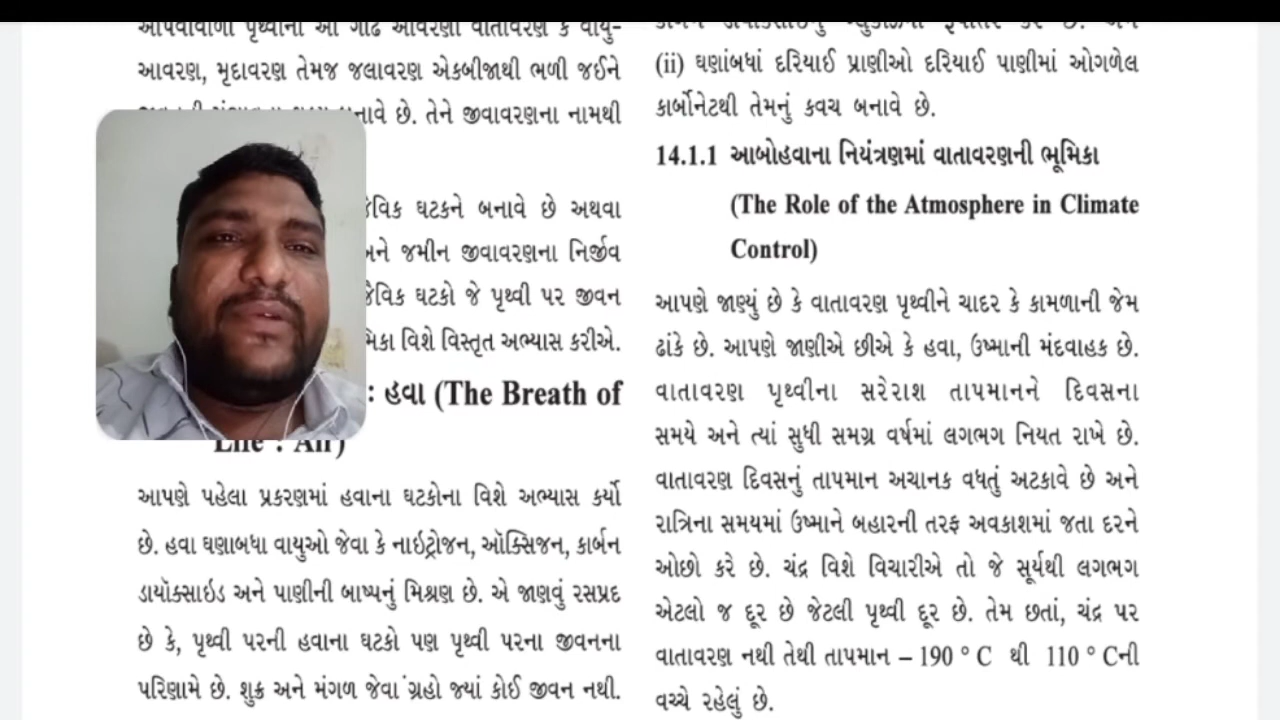 આવરણ, મૃદાવરણ તેમજ જલાવરણ એકબીજાથી ભળી જઈને
બનાવે છે. તેને જીવાવરણના નામથી
ઘટકને બનાવે છે અથવા
અને જમીન જીવાવરણના નિર્જીવ
ઘટકો જે પૃથ્વી પર જીવન
વિશે વિસ્તૃત અભ્યાસ કરીએ.
: હવા (The Breath of
Life : Air)
આપણે પહેલા પ્રકરણમાં હવાના ઘટકોના વિશે અભ્યાસ કર્યો
છે. હવા ઘણાબધા વાયુઓ જેવા કે નાઇટ્રોજન, ઑક્સિજન, કાર્બન
ડાયૉક્સાઇડ અને પાણીની બાષ્પનું મિશ્રણ છે. એ જાણવું રસપ્રદ
છે કે, પૃથ્વી પરની હવાના ઘટકો પણ પૃથ્વી પરના જીવનના
પરિણામે છે. શુક્ર અને મંગળ જેવા ગ્રહો જ્યાં કોઈ જીવન નથી.
(ii) ઘણાંબધાં દરિયાઈ પ્રાણીઓ દરિયાઈ પાણીમાં ઓગળેલ
કાર્બોનેટથી તેમનું કવચ બનાવે છે.
14.1.1 આબોહવાના નિયંત્રણમાં વાતાવરણની ભૂમિકા
(The Role of the Atmosphere in Climate
Control)
આપણે જાણ્યું છે કે વાતાવરણ પૃથ્વીને ચાદર કે કામળાની જેમ
ઢાંકે છે. આપણે જાણીએ છીએ કે હવા, ઉષ્માની મંદવાહક છે.
વાતાવરણ પૃથ્વીના સરેરાશ તાપમાનને દિવસના
સમયે અને ત્યાં સુધી સમગ્ર વર્ષમાં લગભગ નિયત રાખે છે.
વાતાવરણ દિવસનું તાપમાન અચાનક વધતું અટકાવે છે અને
રાત્રિના સમયમાં ઉષ્માને બહારની તરફ અવકાશમાં જતા દરને
ઓછો કરે છે. ચંદ્ર વિશે વિચારીએ તો જે સૂર્યથી લગભગ
એટલો જ દૂર છે જેટલી પૃથ્વી દૂર છે. તેમ છતાં, ચંદ્ર પર
વાતાવરણ નથી તેથી તાપમાન – 190 ° C થી 110 ° Cની
વચ્ચે રહેલું છે.